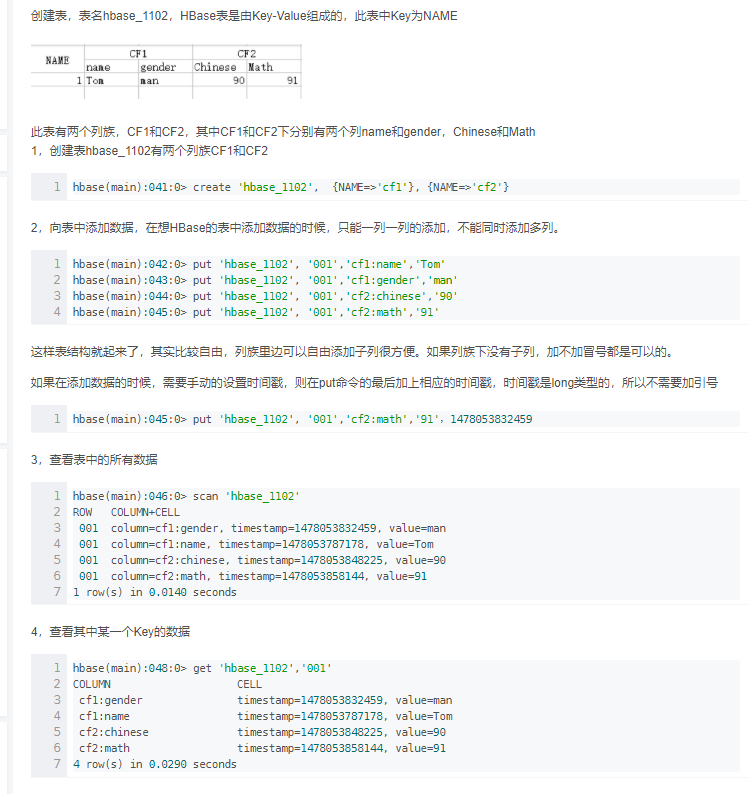 创建表，表名hbase_1102，HBase表是由Key-Value组成的，此表中Key为NAME
NAME CF1 CF2
name gender Chinese Math
1 Tom man 90 91
此表有两个列族，CF1和CF2，其中CF1和CF2下分别有两个列name和gender，Chinese和Math
1，创建表hbase_1102有两个列族CF1和CF2
1 hbase(main):041:0> create 'hbase_1102',  {NAME=>'cf1'}, {NAME=>'cf2'}
2，向表中添加数据，在想HBase的表中添加数据的时候，只能一列一列的添加，不能同时添加多列。
1 hbase(main):042:0> put 'hbase_1102', '001','cf1:name','Tom'
2 hbase(main):043:0> put 'hbase_1102', '001','cf1:gender','man'
3 hbase(main):044:0> put 'hbase_1102', '001','cf2:chinese','90'
4 hbase(main):045:0> put 'hbase_1102', '001','cf2:math','91'
这样表结构就起来了，其实比较自由，列族里边可以自由添加子列很方便。如果列族下没有子列，加不加冒号都是可以的。
如果在添加数据的时候，需要手动的设置时间戳，则在put命令的最后加上相应的时间戳，时间戳是long类型的，所以不需要加引号
1 hbase(main):045:0> put 'hbase_1102', '001','cf2:math','91'，1478053832459
3，查看表中的所有数据
1 hbase(main):046:0> scan 'hbase_1102'
2 ROW   COLUMN+CELL
3  001  column=cf1:gender, timestamp=1478053832459, value=man
4  001  column=cf1:name, timestamp=1478053787178, value=Tom
5  001  column=cf2:chinese, timestamp=1478053848225, value=90
6  001  column=cf2:math, timestamp=1478053858144, value=91
7 1 row(s) in 0.0140 seconds
4，查看其中某一个Key的数据
1 hbase(main):048:0> get 'hbase_1102','001'
2 COLUMN                    CELL
3  cf1:gender               timestamp=1478053832459, value=man
4  cf1:name                 timestamp=1478053787178, value=Tom
5  cf2:chinese              timestamp=1478053848225, value=90
6  cf2:math                 timestamp=1478053858144, value=91
7 4 row(s) in 0.0290 seconds